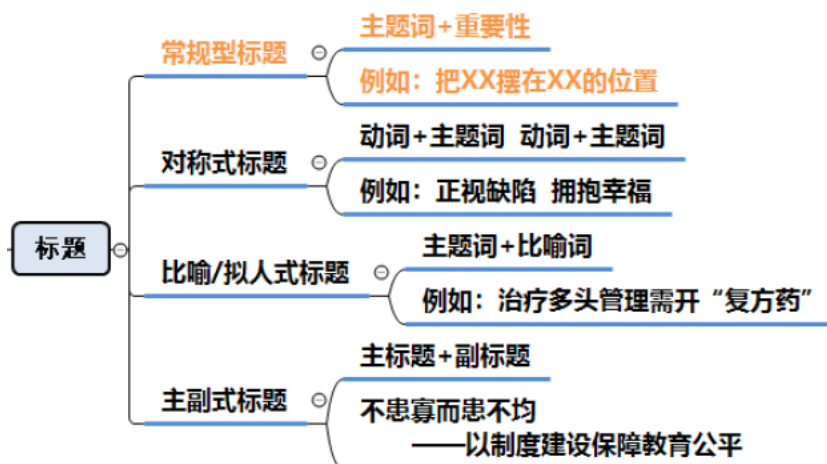 标题
常规型标题
主题词+重要性
例如：把XX摆在XX的位置
对称式标题
动词+主题词 动词+主题词
例如：正视缺陷 拥抱幸福
比喻/拟人式标题
主题词+比喻词
例如：治疗多头管理需开“复方药”
主副式标题
主标题+副标题
不患寡而患不均
——以制度建设保障教育公平